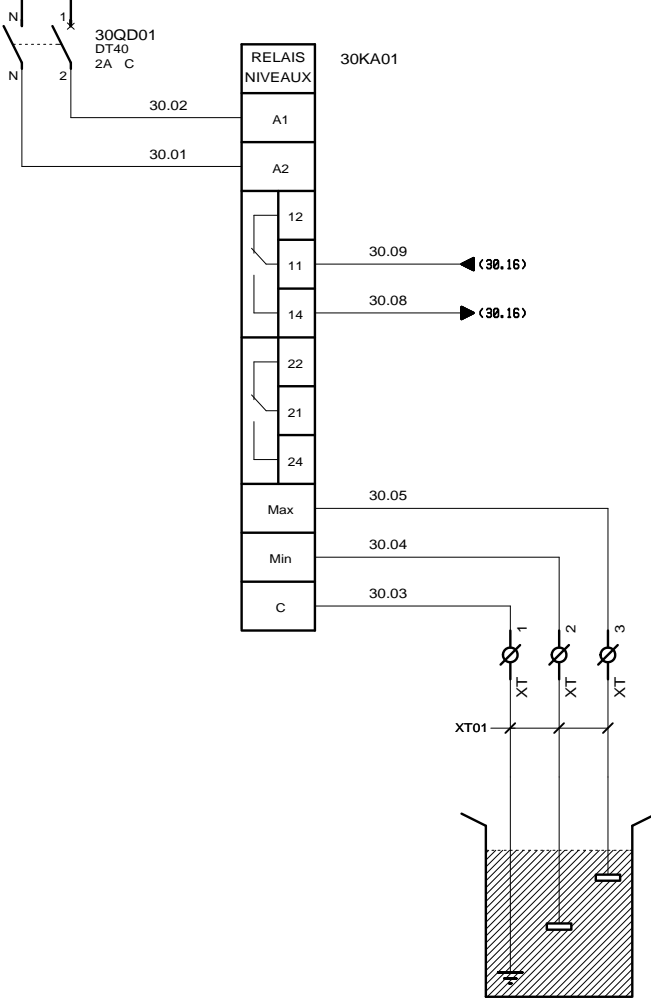 N 1
30QD01
DT40
2A C
N 2
RELAIS
NIVEAUX
30KA01
30.02
A1
30.01
A2
12
30.09
11
(30.16)
30.08
14
(30.16)
22
21
24
30.05
Max
30.04
Min
30.03
C
1 2 3
XT XT XT
XT01